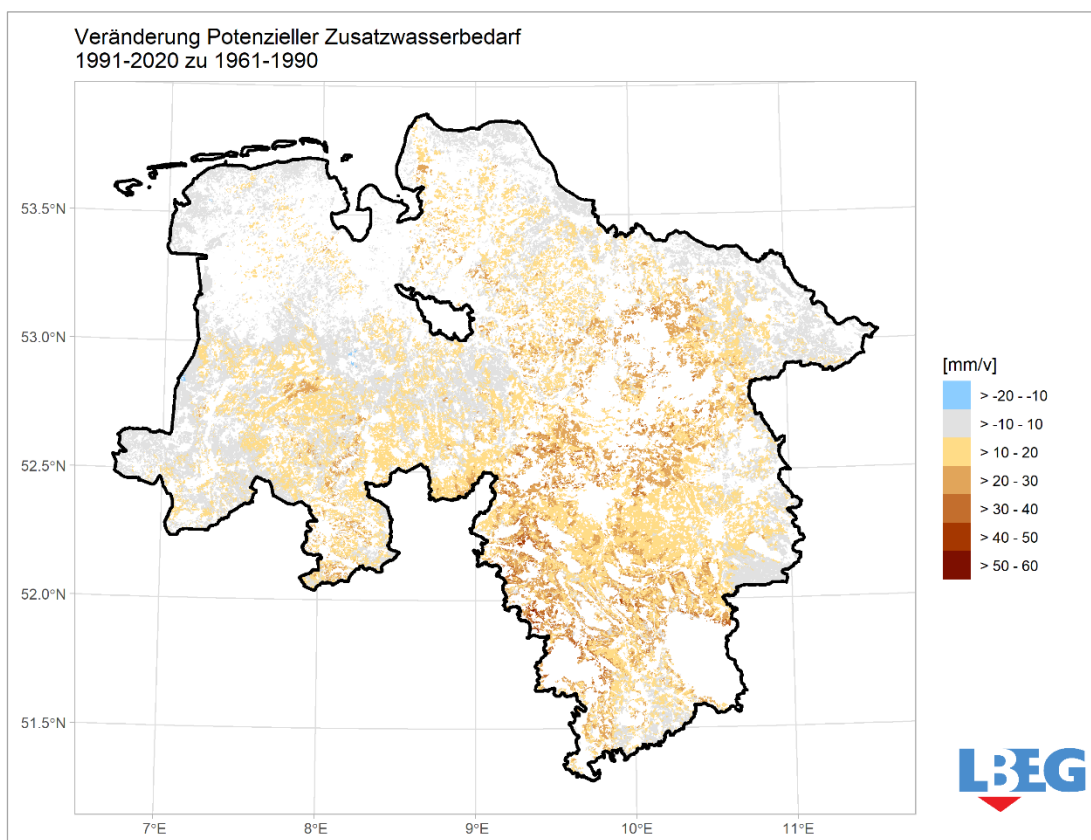 Veränderung Potenzieller Zusatzwasserbedarf
1991-2020 zu 1961-1990
53.5°N
53.0°N
52.5°N
52.0°N
51.5°N
7°E
8°E
9°E
10°E
11°E
[mm/v]
> -20 - -10
> -10 - 10
> 10 - 20
> 20 - 30
> 30 - 40
> 40 - 50
> 50 - 60
LBEG